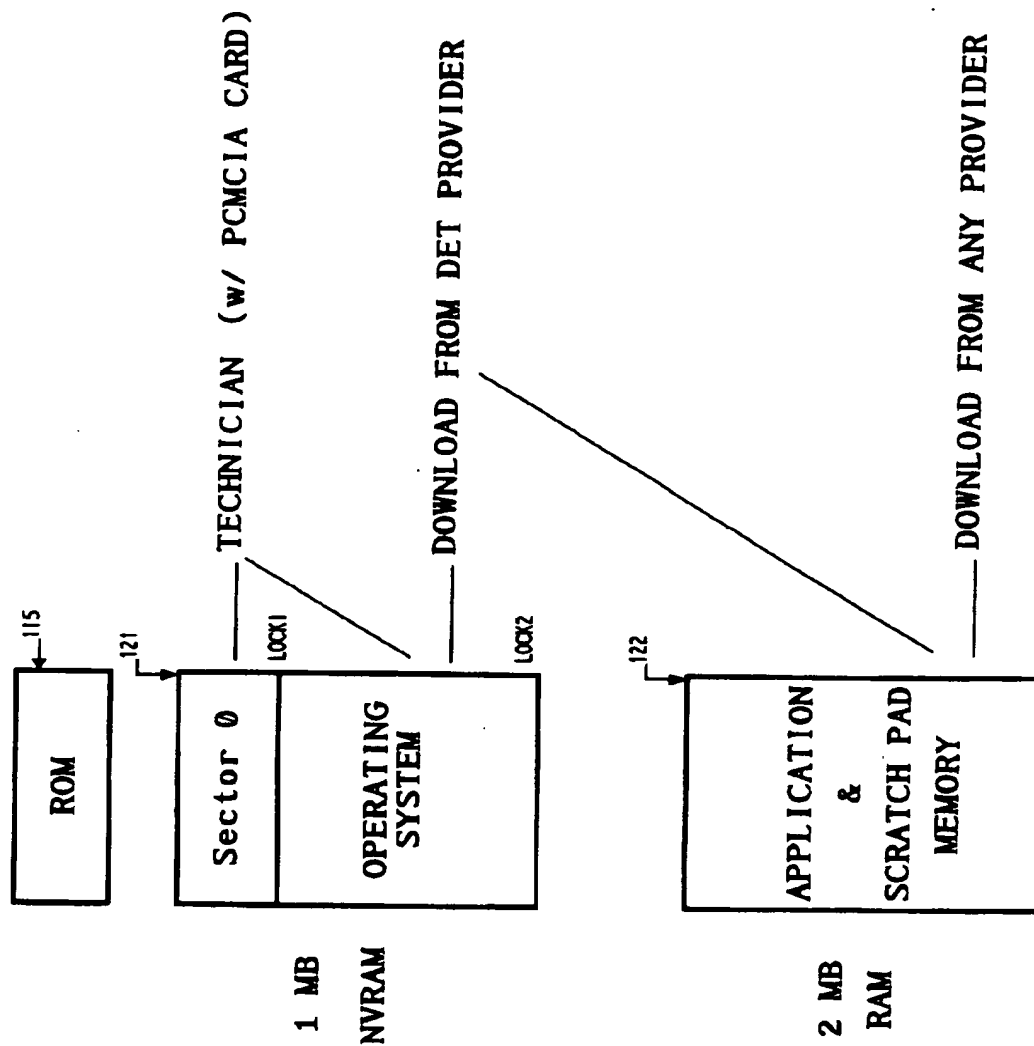 ROM
115
121
1 MB
NVRAM
Sector 0
LOCK1
OPERATING
SYSTEM
LOCK2
TECHNICIAN (w/ PCMCIA CARD)
DOWNLOAD FROM DET PROVIDER
122
2 MB
RAM
APPLICATION
&
SCRATCH PAD
MEMORY
DOWNLOAD FROM ANY PROVIDER